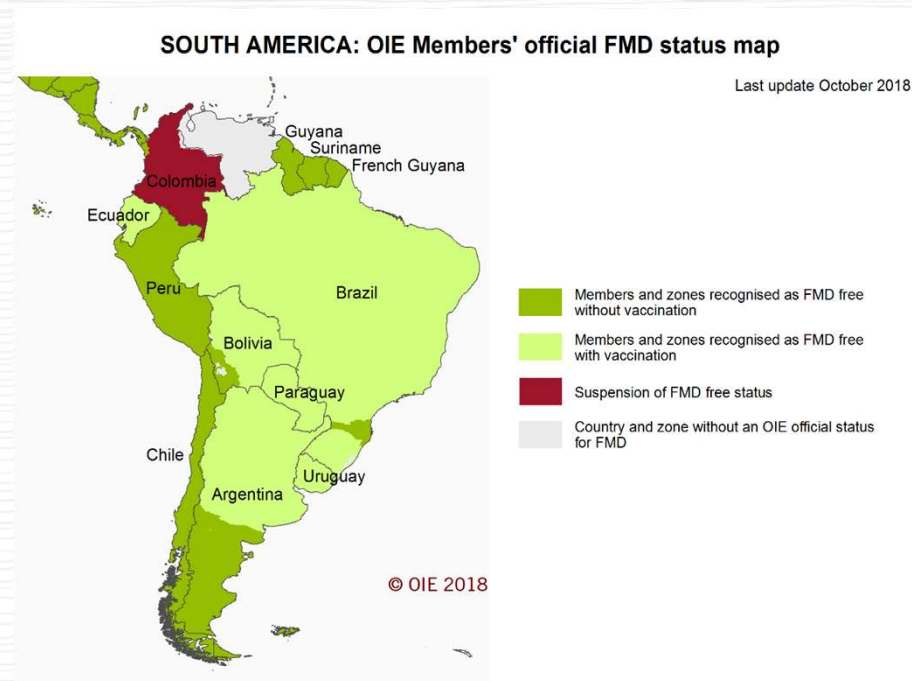 SOUTH AMERICA: OIE Members' official FMD status map
Last update October 2018
Guyana
Suriname
French Guyana
Colombia
Ecuador
Peru
Brazil
Bolivia
Paraguay
Chile
Uruguay
Argentina
© OIE 2018
Members and zones recognised as FMD free
without vaccination
Members and zones recognised as FMD free
with vaccination
Suspension of FMD free status
Country and zone without an OIE official status
for FMD